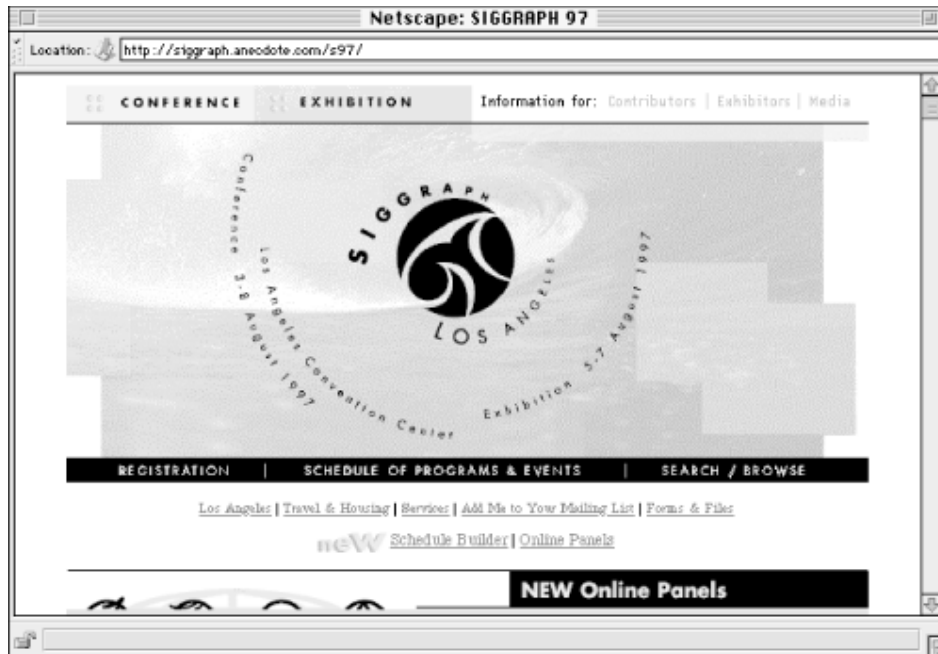 Netscape: SIGGRAPH 97
Location: http://siggraph.anecdote.com/s97/
CONFERENCE EXHIBITION Information for: Contributors | Exhibitors | Media
SIGGRAPH
LOS ANGELES
Conference 3-8 August 1997
Los Angeles Convention Center
Exhibition 5-7 August 1997
REGISTRATION | SCHEDULE OF PROGRAMS & EVENTS | SEARCH / BROWSE
Los Angeles | Travel & Housing | Services | Add Me to Your Mailing List | Forms & Files
neW Schedule Builder | Online Panels
NEW Online Panels